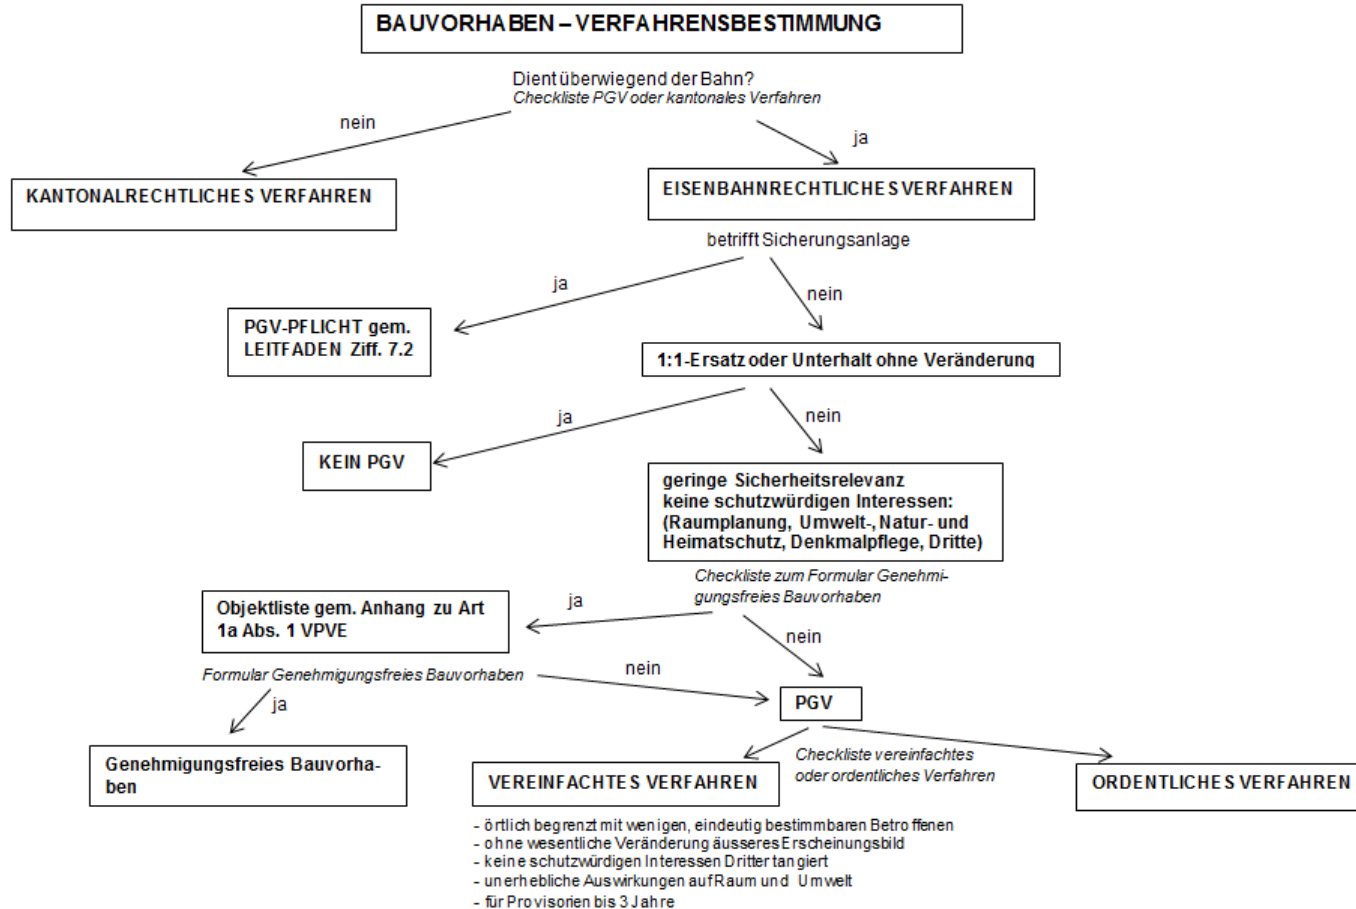 BAUVORHABEN – VERFAHRENSBESTIMMUNG
Dient überwiegend der Bahn?
Checkliste PGV oder kantonales Verfahren
nein
ja
KANTONALRECHTLICHES VERFAHREN
EISENBAHNRECHTLICHES VERFAHREN
betrifft Sicherungsanlage
ja
nein
PGV-PFLICHT gem.
LEITFADEN Ziff. 7.2
1:1-Ersatz oder Unterhalt ohne Veränderung
ja
nein
KEIN PGV
geringe Sicherheitsrelevanz
keine schutzwürdigen Interessen:
(Raumplanung, Umwelt-, Natur- und
Heimatschutz, Denkmalpflege, Dritte)
Checkliste zum Formular Genehmi-
gungsfreies Bauvorhaben
ja
nein
Objektliste gem. Anhang zu Art
1a Abs. 1 VPVE
Formular Genehmigungsfreies Bauvorhaben
nein
ja
PGV
Genehmigungsfreies Bauvorha-
ben
Checkliste vereinfachtes
oder ordentliches Verfahren
VEREINFACHTES VERFAHREN
ORDENTLICHES VERFAHREN
- örtlich begrenzt mit wenigen, eindeutig bestimmbaren Betroffenen
- ohne wesentliche Veränderung äusseres Erscheinungsbild
- keine schutzwürdigen Interessen Dritter tangiert
- unerhebliche Auswirkungen auf Raum und Umwelt
- für Provisorien bis 3 Jahre